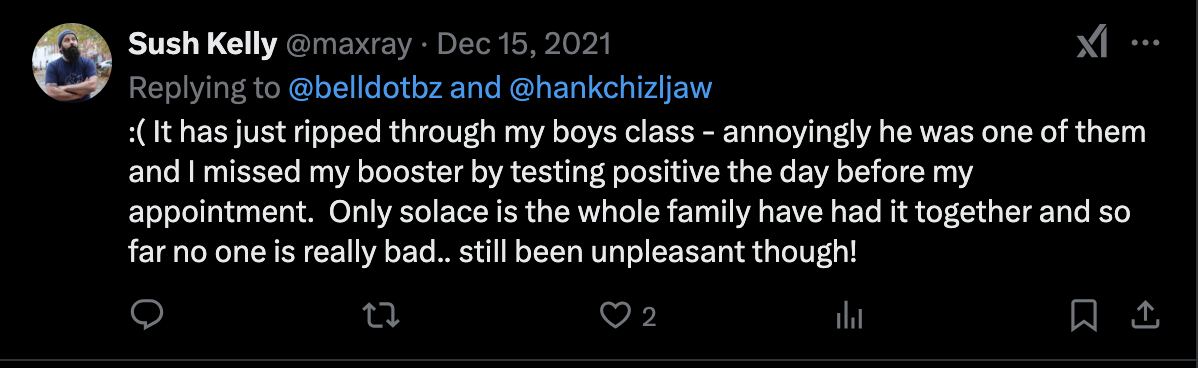 Sush Kelly @maxray · Dec 15, 2021
Replying to @belldotbz and @hankchizljaw
:( It has just ripped through my boys class - annoyingly he was one of them
and I missed my booster by testing positive the day before my
appointment.  Only solace is the whole family have had it together and so
far no one is really bad.. still been unpleasant though!
2